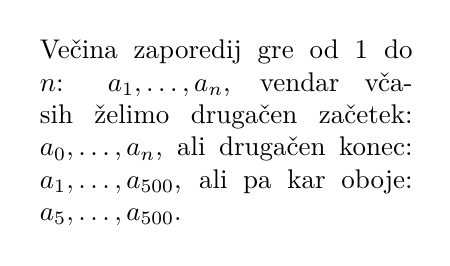 Večina zaporedij gre od 1 do
n: a₁, . . . , aₙ, vendar vča-
sih želimo drugačen začetek:
a₀, . . . , aₙ, ali drugačen konec:
a₁, . . . , a₅₀₀, ali pa kar oboje:
a₅, . . . , a₅₀₀.